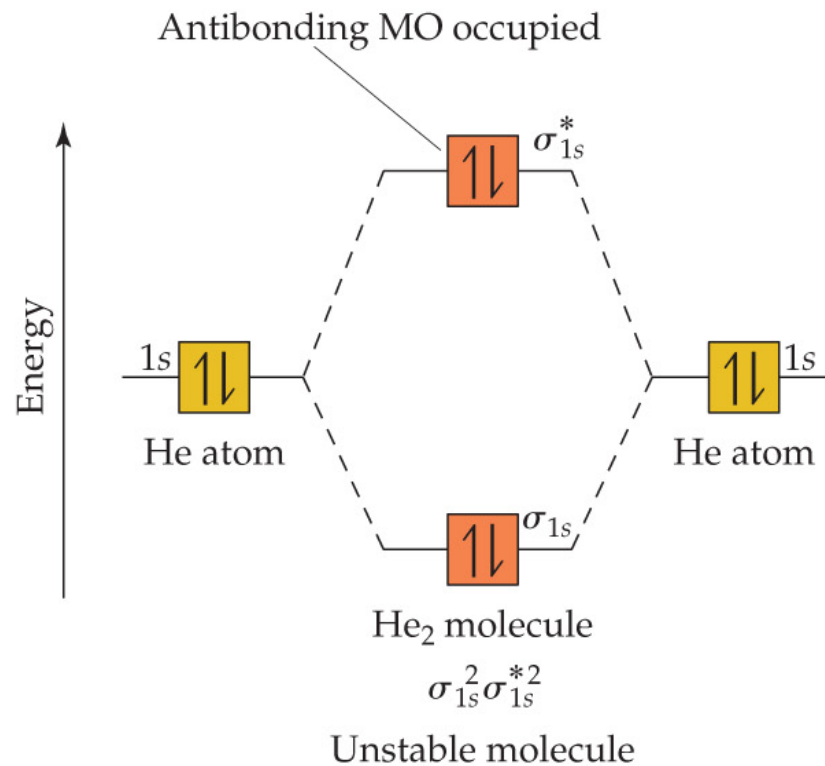 Antibonding MO occupied
σ*1s
Energy
1s
1s
He atom
He atom
σ1s
He₂ molecule
σ1s²σ*1s²
Unstable molecule